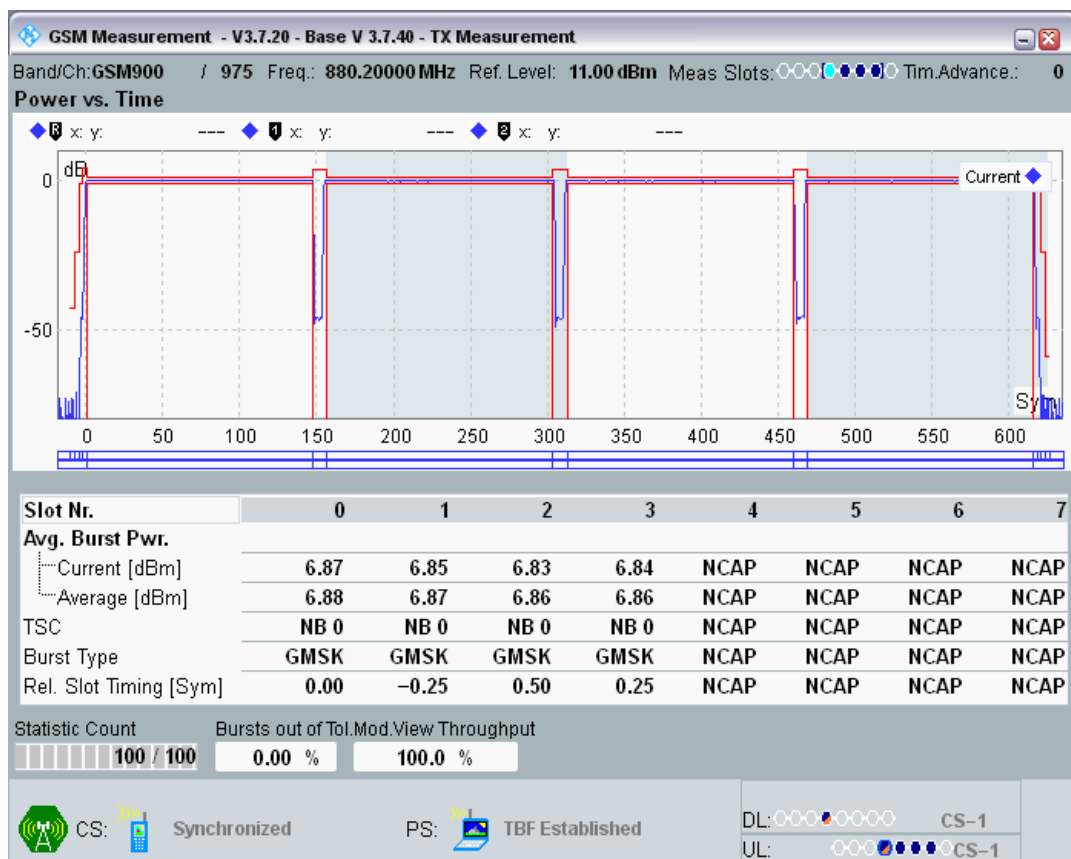 GSM Measurement - V3.7.20 - Base V 3.7.40 - TX Measurement
Band/Ch:GSM900 / 975 Freq.: 880.20000 MHz Ref. Level: 11.00 dBm Meas Slots: Tim.Advance.: 0
Power vs. Time
R x: y: --- 1 x: y: --- 2 x: y: ---
dB
Current
0
-50
Sym
0 50 100 150 200 250 300 350 400 450 500 550 600
Slot Nr. 0 1 2 3 4 5 6 7
Avg. Burst Pwr.
Current [dBm] 6.87 6.85 6.83 6.84 NCAP NCAP NCAP NCAP
Average [dBm] 6.88 6.87 6.86 6.86 NCAP NCAP NCAP NCAP
TSC NB 0 NB 0 NB 0 NB 0 NCAP NCAP NCAP NCAP
Burst Type GMSK GMSK GMSK GMSK NCAP NCAP NCAP NCAP
Rel. Slot Timing [Sym] 0.00 −0.25 0.50 0.25 NCAP NCAP NCAP NCAP
Statistic Count Bursts out of Tol.Mod.View Throughput
100 / 100 0.00 % 100.0 %
CS: Synchronized PS: TBF Established
DL: CS−1
UL: CS−1